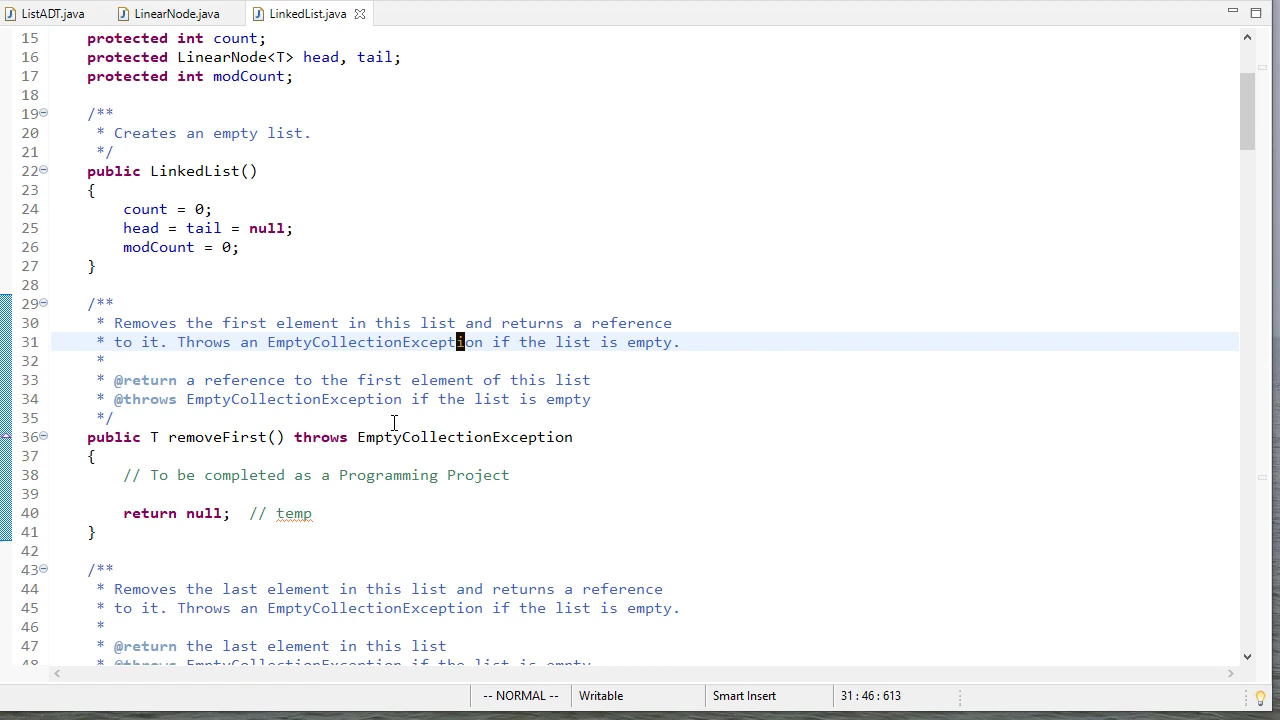 ListADT.java LinearNode.java LinkedList.java
15 protected int count;
16 protected LinearNode<T> head, tail;
17 protected int modCount;
18
19 /**
20 * Creates an empty list.
21 */
22 public LinkedList()
23 {
24 count = 0;
25 head = tail = null;
26 modCount = 0;
27 }
28
29 /**
30 * Removes the first element in this list and returns a reference
31 * to it. Throws an EmptyCollectionException if the list is empty.
32 *
33 * @return a reference to the first element of this list
34 * @throws EmptyCollectionException if the list is empty
35 */
36 public T removeFirst() throws EmptyCollectionException
37 {
38 // To be completed as a Programming Project
39
40 return null; // temp
41 }
42
43 /**
44 * Removes the last element in this list and returns a reference
45 * to it. Throws an EmptyCollectionException if the list is empty.
46 *
47 * @return the last element in this list
48 * @throws EmptyCollectionException if the list is empty
-- NORMAL -- Writable Smart Insert 31 : 46 : 613